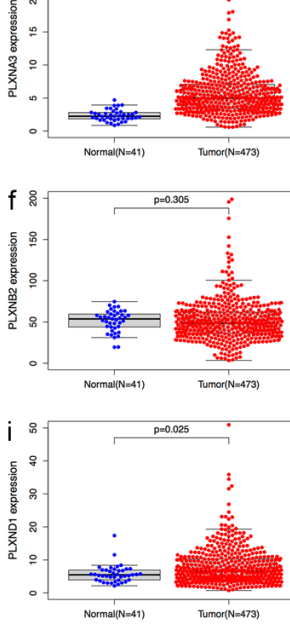 PLXNA3 expression
15
10
5
0
Normal(N=41) Tumor(N=473)
f
p=0.305
PLXNB2 expression
200
150
100
50
0
Normal(N=41) Tumor(N=473)
i
p=0.025
PLXND1 expression
50
40
30
20
10
0
Normal(N=41) Tumor(N=473)